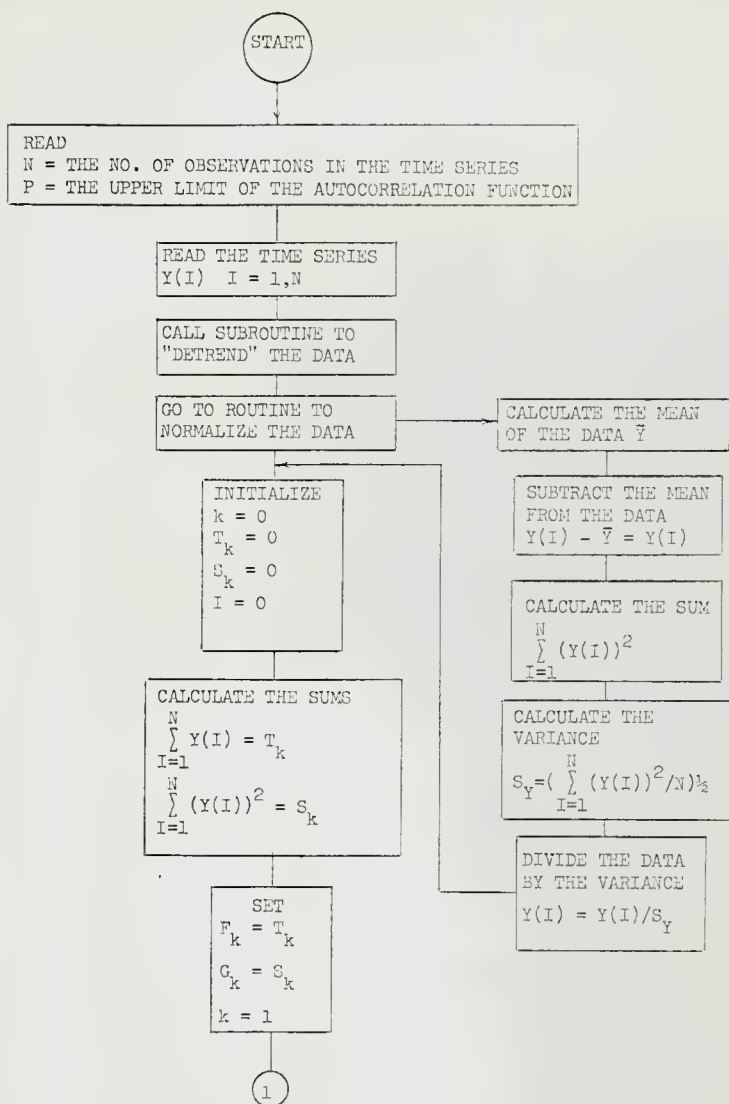 START
READ
N = THE NO. OF OBSERVATIONS IN THE TIME SERIES
P = THE UPPER LIMIT OF THE AUTOCORRELATION FUNCTION
READ THE TIME SERIES
Y(I) I = 1,N
CALL SUBROUTINE TO
"DETREND" THE DATA
GO TO ROUTINE TO
NORMALIZE THE DATA
CALCULATE THE MEAN
OF THE DATA Ȳ
SUBTRACT THE MEAN
FROM THE DATA
Y(I) - Ȳ = Y(I)
CALCULATE THE SUM
N
∑ (Y(I))²
I=1
CALCULATE THE
VARIANCE
N
S_Y=( ∑ (Y(I))²/N)½
I=1
DIVIDE THE DATA
BY THE VARIANCE
Y(I) = Y(I)/S_Y
INITIALIZE
k = 0
T_k = 0
S_k = 0
I = 0
CALCULATE THE SUMS
N
∑ Y(I) = T_k
I=1
N
∑ (Y(I))² = S_k
I=1
SET
F_k = T_k
G_k = S_k
k = 1
1